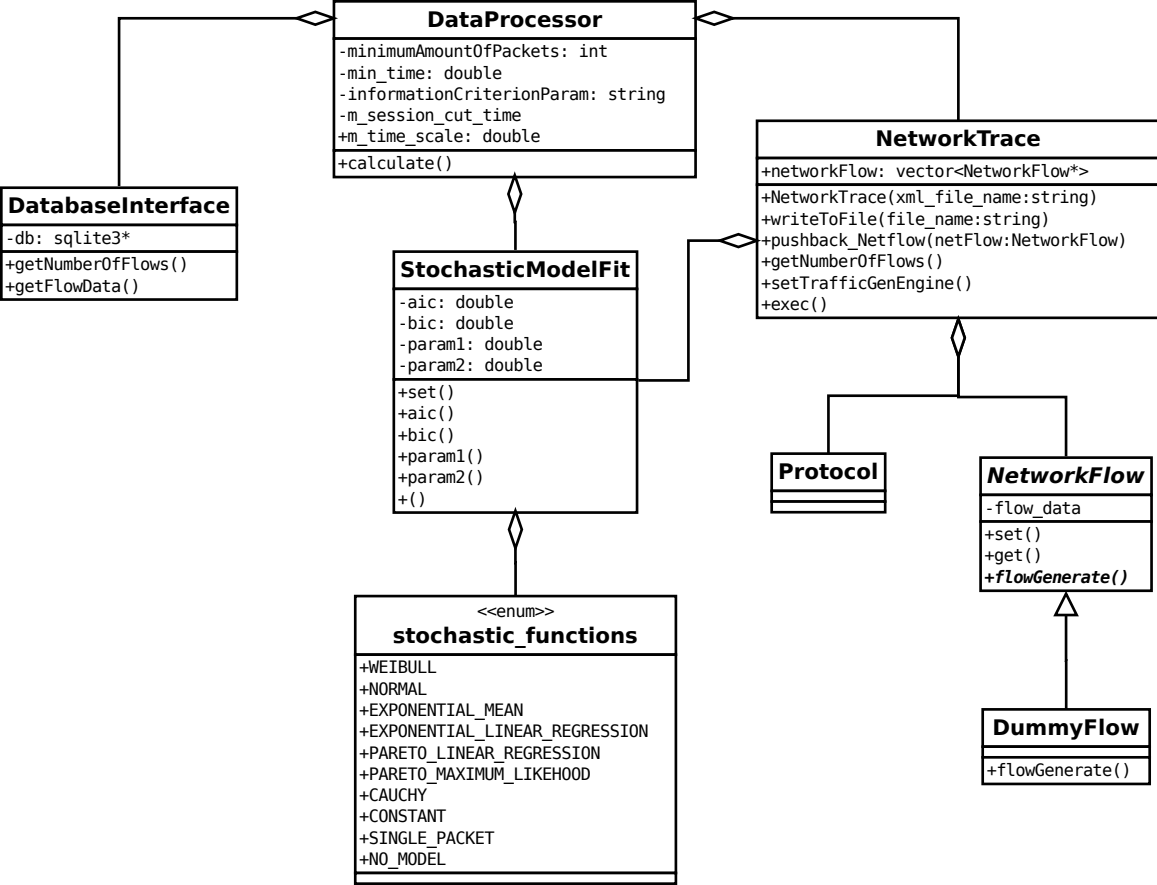 DataProcessor
-minimumAmountOfPackets: int
-min_time: double
-informationCriterionParam: string
-m_session_cut_time
+m_time_scale: double
+calculate()
NetworkTrace
+networkFlow: vector<NetworkFlow*>
+NetworkTrace(xml_file_name:string)
+writeToFile(file_name:string)
+pushback_Netflow(netFlow:NetworkFlow)
+getNumberOfFlows()
+setTrafficGenEngine()
+exec()
DatabaseInterface
-db: sqlite3*
+getNumberOfFlows()
+getFlowData()
StochasticModelFit
-aic: double
-bic: double
-param1: double
-param2: double
+set()
+aic()
+bic()
+param1()
+param2()
+()
Protocol
NetworkFlow
-flow_data
+set()
+get()
+flowGenerate()
<<enum>>
stochastic_functions
+WEIBULL
+NORMAL
+EXPONENTIAL_MEAN
+EXPONENTIAL_LINEAR_REGRESSION
+PARETO_LINEAR_REGRESSION
+PARETO_MAXIMUM_LIKEHOOD
+CAUCHY
+CONSTANT
+SINGLE_PACKET
+NO_MODEL
DummyFlow
+flowGenerate()